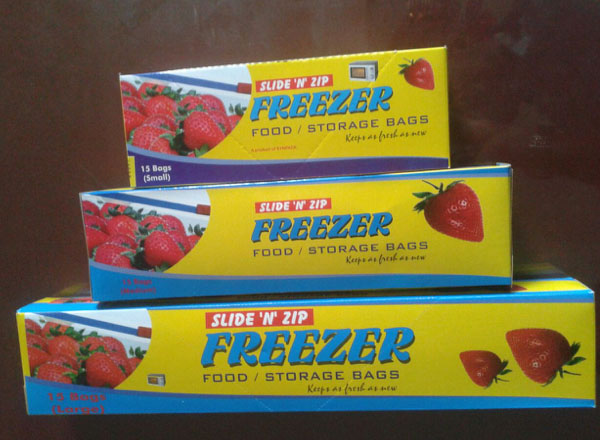 SLIDE 'N' ZIP
FREEZER
FOOD / STORAGE BAGS
Keeps as fresh as new
15 Bags
(Small)
SLIDE 'N' ZIP
FREEZER
FOOD / STORAGE BAGS
Keeps as fresh as new
Bags
SLIDE 'N' ZIP
FREEZER
FOOD / STORAGE BAGS
Keeps as fresh as new
15 Bags
(Large)